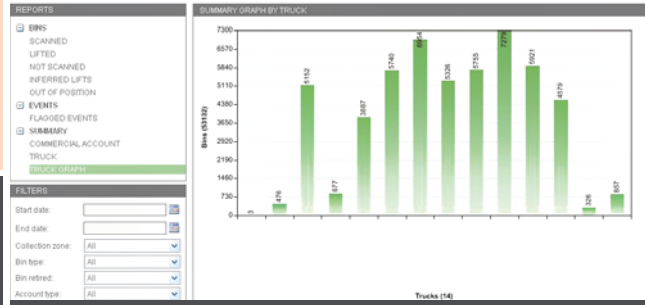 REPORTS
BINS
SCANNED
LIFTED
NOT SCANNED
INFERRED LIFTS
OUT OF POSITION
EVENTS
FLAGGED EVENTS
SUMMARY
COMMERCIAL ACCOUNT
TRUCK
TRUCK GRAPH
FILTERS
Start date:
End date:
Collection zone: All
Bin type: All
Bin retired: All
Account type: All
SUMMARY GRAPH BY TRUCK
Bins (53132)
7300
6570
5840
5110
4380
3650
2920
2190
1460
730
0
3
476
5152
877
3887
5740
6954
5326
5755
7279
5921
4579
326
857
Trucks (14)